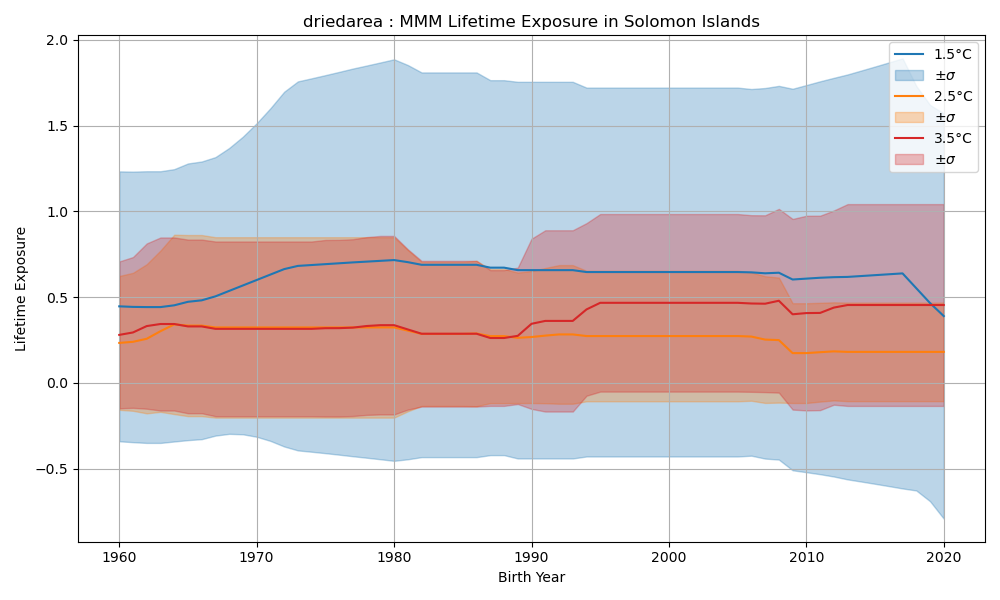 driedarea : MMM Lifetime Exposure in Solomon Islands
2.0
1.5
1.0
0.5
0.0
−0.5
Lifetime Exposure
1.5°C
±σ
2.5°C
±σ
3.5°C
±σ
1960
1970
1980
1990
2000
2010
2020
Birth Year